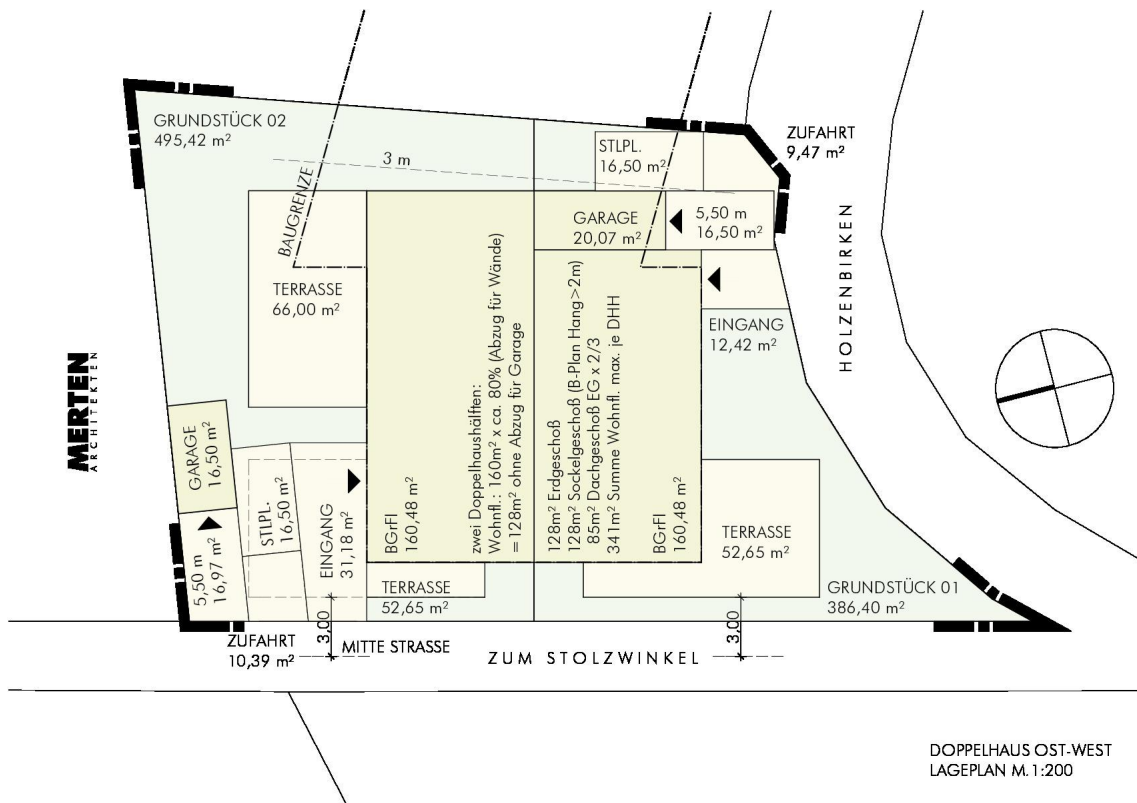 GRUNDSTÜCK 02
495,42 m²
3 m
BAUGRENZE
STLPL.
16,50 m²
ZUFAHRT
9,47 m²
GARAGE
20,07 m²
5,50 m
16,50 m²
HOLZENBIRKEN
TERRASSE
66,00 m²
EINGANG
12,42 m²
MERTEN
ARCHITEKTEN
GARAGE
16,50 m²
STLPL.
16,50 m²
5,50 m
16,97 m²
EINGANG
31,18 m²
BGrFl
160,48 m²
zwei Doppelhaushälften:
Wohnfl.: 160m² x ca. 80% (Abzug für Wände)
=128m² ohne Abzug für Garage
128m² Erdgeschoß
128m² Sockelgeschoß (B-Plan Hang>2m)
85m² Dachgeschoß EG x 2/3
341m² Summe Wohnfl. max. je DHH
BGrFl
160,48 m²
TERRASSE
52,65 m²
TERRASSE
52,65 m²
GRUNDSTÜCK 01
386,40 m²
ZUFAHRT
10,39 m²
3,00
MITTE STRASSE
ZUM STOLZWINKEL
3,00
DOPPELHAUS OST-WEST
LAGEPLAN M. 1:200